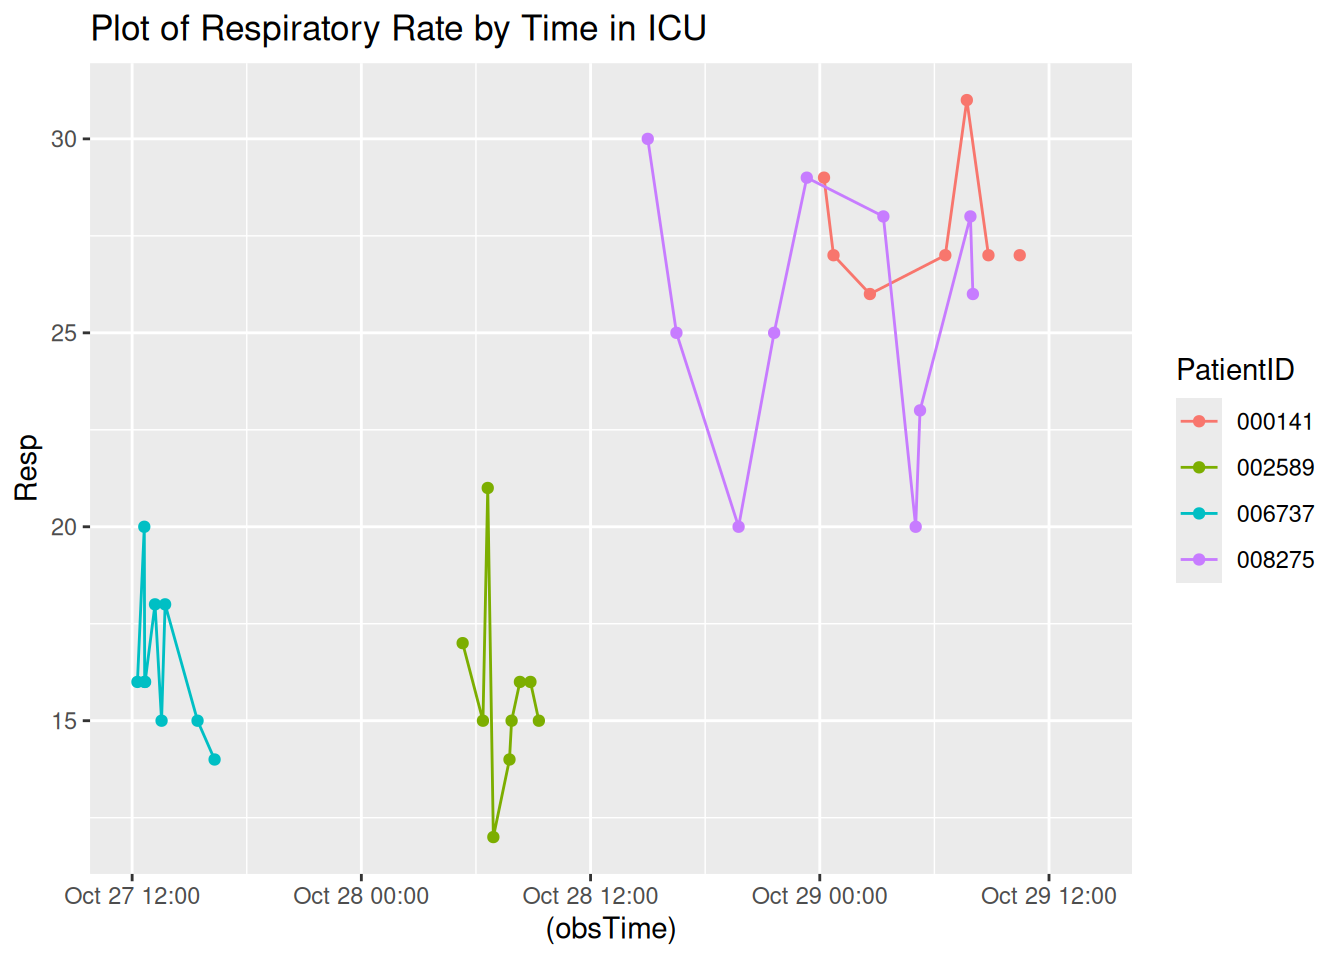 Plot of Respiratory Rate by Time in ICU
30
25
20
15
Resp
Oct 27 12:00 Oct 28 00:00 Oct 28 12:00 Oct 29 00:00 Oct 29 12:00
(obsTime)
PatientID
000141
002589
006737
008275